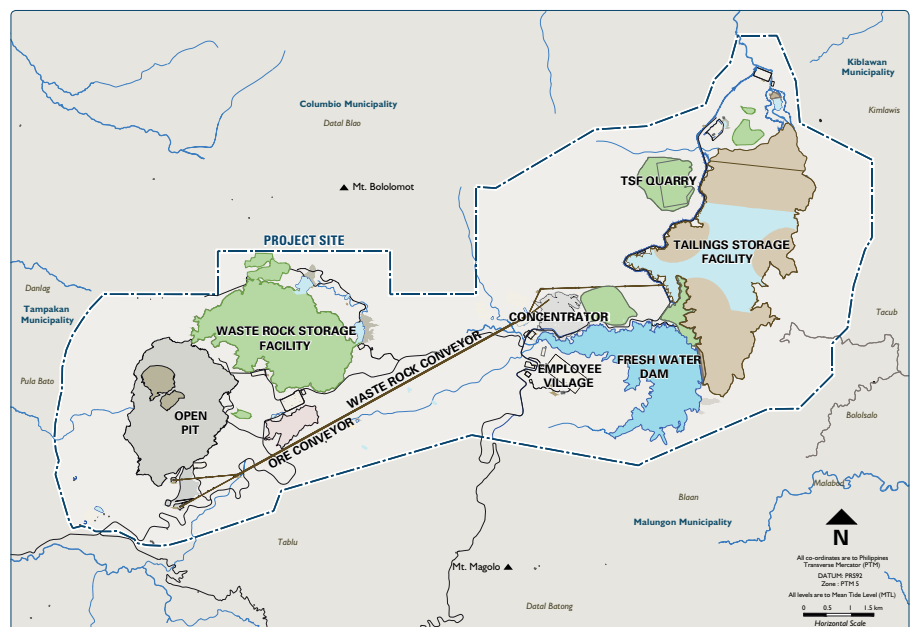 Kiblawan
Municipality
Columbio Municipality
Datal Blao
Kimlawis
TSF QUARRY
Mt. Bololomot
PROJECT SITE
TAILINGS STORAGE
FACILITY
Danlag
Tampakan
Municipality
Tacub
WASTE ROCK STORAGE
FACILITY
CONCENTRATOR
WASTE ROCK CONVEYOR
FRESH WATER
DAM
EMPLOYEE
VILLAGE
Pula Bato
OPEN
PIT
Bololsalo
ORE CONVEYOR
Malabod
Blaan
Malungon Municipality
N
Tablu
Mt. Magolo
All co-ordinates are to Philippines
Transverse Mercator (PTM)
DATUM: PRS92
Zone : PTM 5
All levels are to Mean Tide Level (MTL)
0 0.5 1 1.5 km
Horizontal Scale
Datal Batong